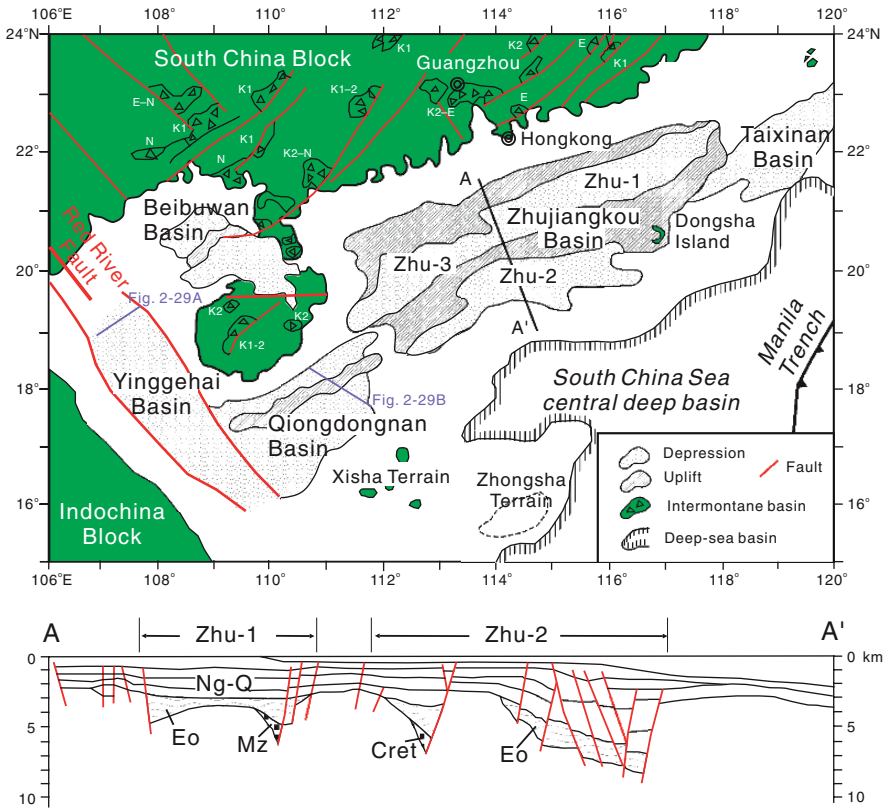 106°E 108° 110° 112° 114° 116° 118° 120°
24°N
22°
20°
18°
16°
24°N
22°
20°
18°
16°
South China Block
Guangzhou
K1
K2
E
K1
E–N
K1
K1
K1–2
K2–E
E
N
K1
N
K2–N
Hongkong
Taixinan
Basin
Beibuwan
Basin
A
Zhu-1
Zhujiangkou
Basin
Dongsha
Island
Zhu-3
Zhu-2
A'
Red River
Fault
Fig. 2-29A
K2
K2
K1-2
Manila
Trench
Yinggehai
Basin
Fig. 2-29B
Qiongdongnan
Basin
South China Sea
central deep basin
Xisha Terrain
Zhongsha
Terrain
Indochina
Block
Depression
Uplift
Fault
Intermontane basin
Deep-sea basin
106°E 108° 110° 112° 114° 116° 118° 120°
A Zhu-1 Zhu-2 A'
0
5
10
0 km
5
10
Ng-Q
Eo
Mz
Cret
Eo